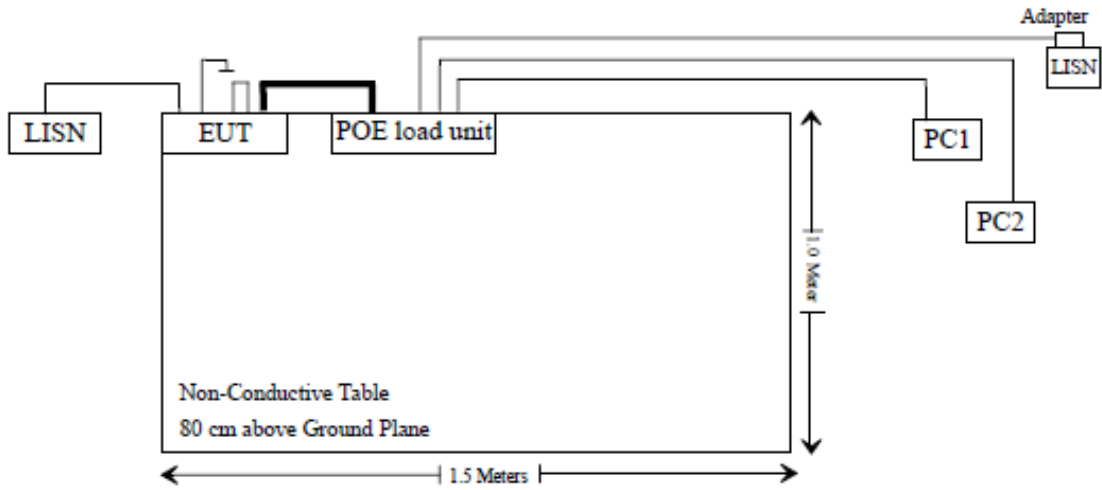 Adapter
LISN
LISN
EUT
POE load unit
PC1
PC2
1.0 Meter
Non-Conductive Table
80 cm above Ground Plane
1.5 Meters